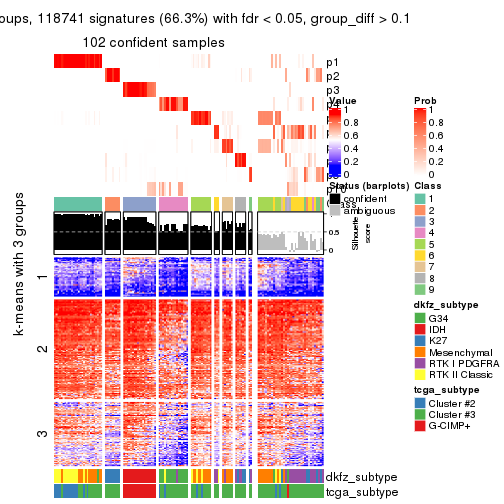 oups, 118741 signatures (66.3%) with fdr < 0.05, group_diff > 0.1
102 confident samples
p1
p2
p3
p4
p10
Class
k-means with 3 groups
1
2
3
0.5
0
Silhouette
score
dkfz_subtype
tcga_subtype
Value
1
0.8
0.6
0.4
0.2
0
Status (barplots)
confident
ambiguous
Prob
1
0.8
0.6
0.4
0.2
0
Class
1
2
3
4
5
6
7
8
9
dkfz_subtype
G34
IDH
K27
Mesenchymal
RTK I PDGFRA
RTK II Classic
tcga_subtype
Cluster #2
Cluster #3
G-CIMP+